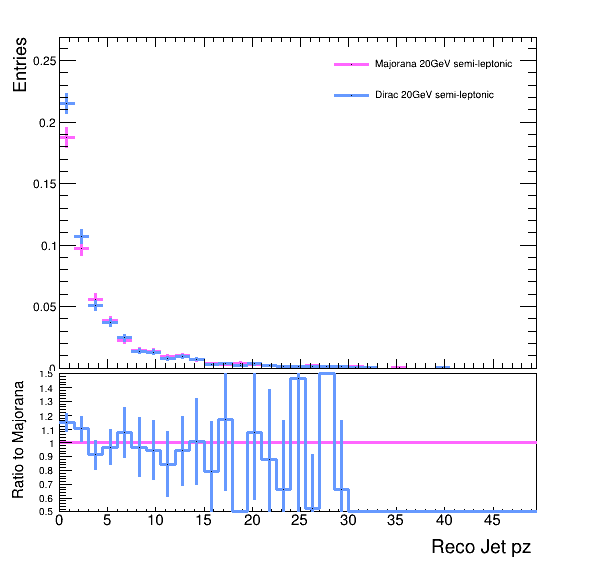 Entries
0.25
0.2
0.15
0.1
0.05
0
Majorana 20GeV semi-leptonic
Dirac 20GeV semi-leptonic
Ratio to Majorana
1.5
1.4
1.3
1.2
1.1
1
0.9
0.8
0.7
0.6
0.5
0 5 10 15 20 25 30 35 40 45
Reco Jet pz